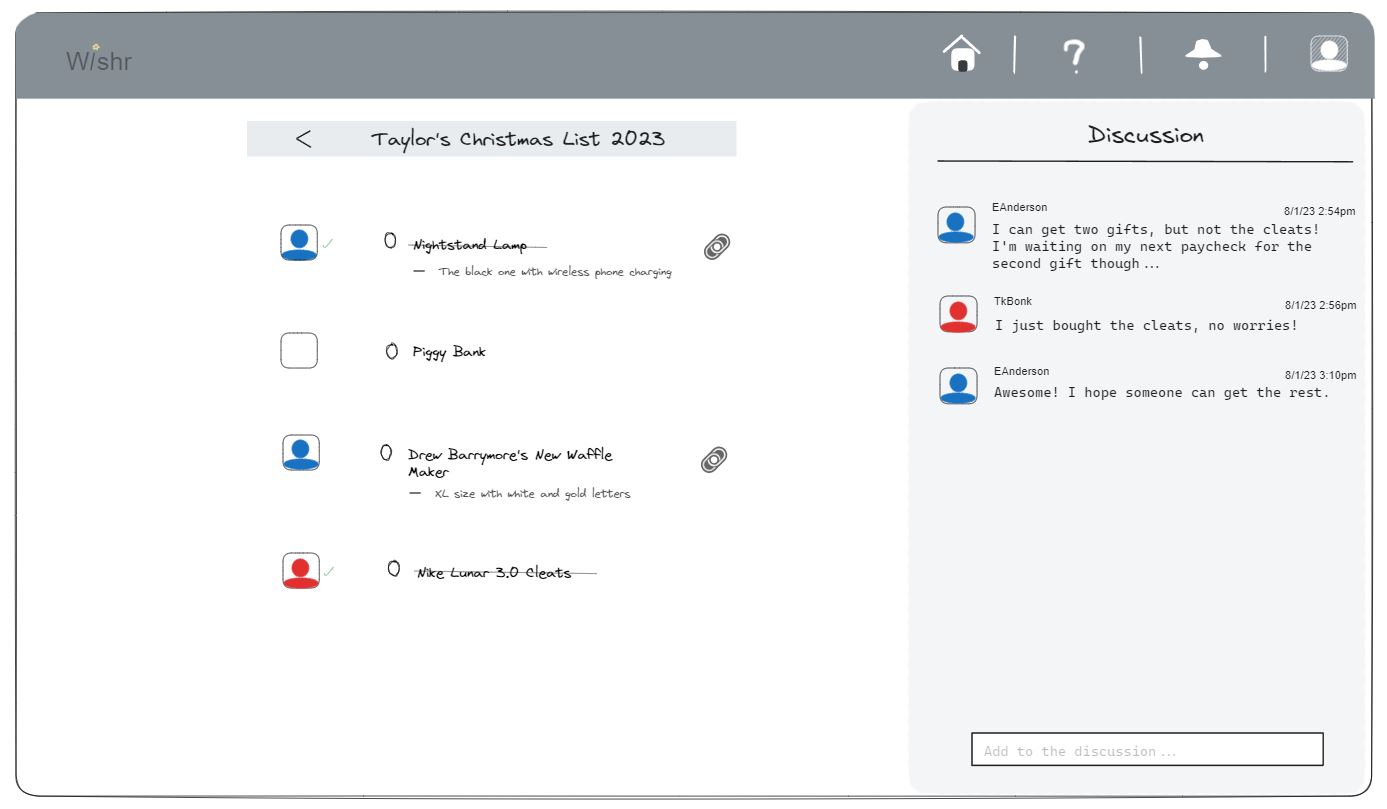 Wishr
?
< Taylor's Christmas List 2023
Nightstand Lamp
— The black one with wireless phone charging
Piggy Bank
Drew Barrymore's New Waffle
Maker
— XL size with white and gold letters
Nike Lunar 3.0 Cleats
Discussion
EAnderson 8/1/23 2:54pm
I can get two gifts, but not the cleats!
I'm waiting on my next paycheck for the
second gift though...
TkBonk 8/1/23 2:56pm
I just bought the cleats, no worries!
EAnderson 8/1/23 3:10pm
Awesome! I hope someone can get the rest.
Add to the discussion...